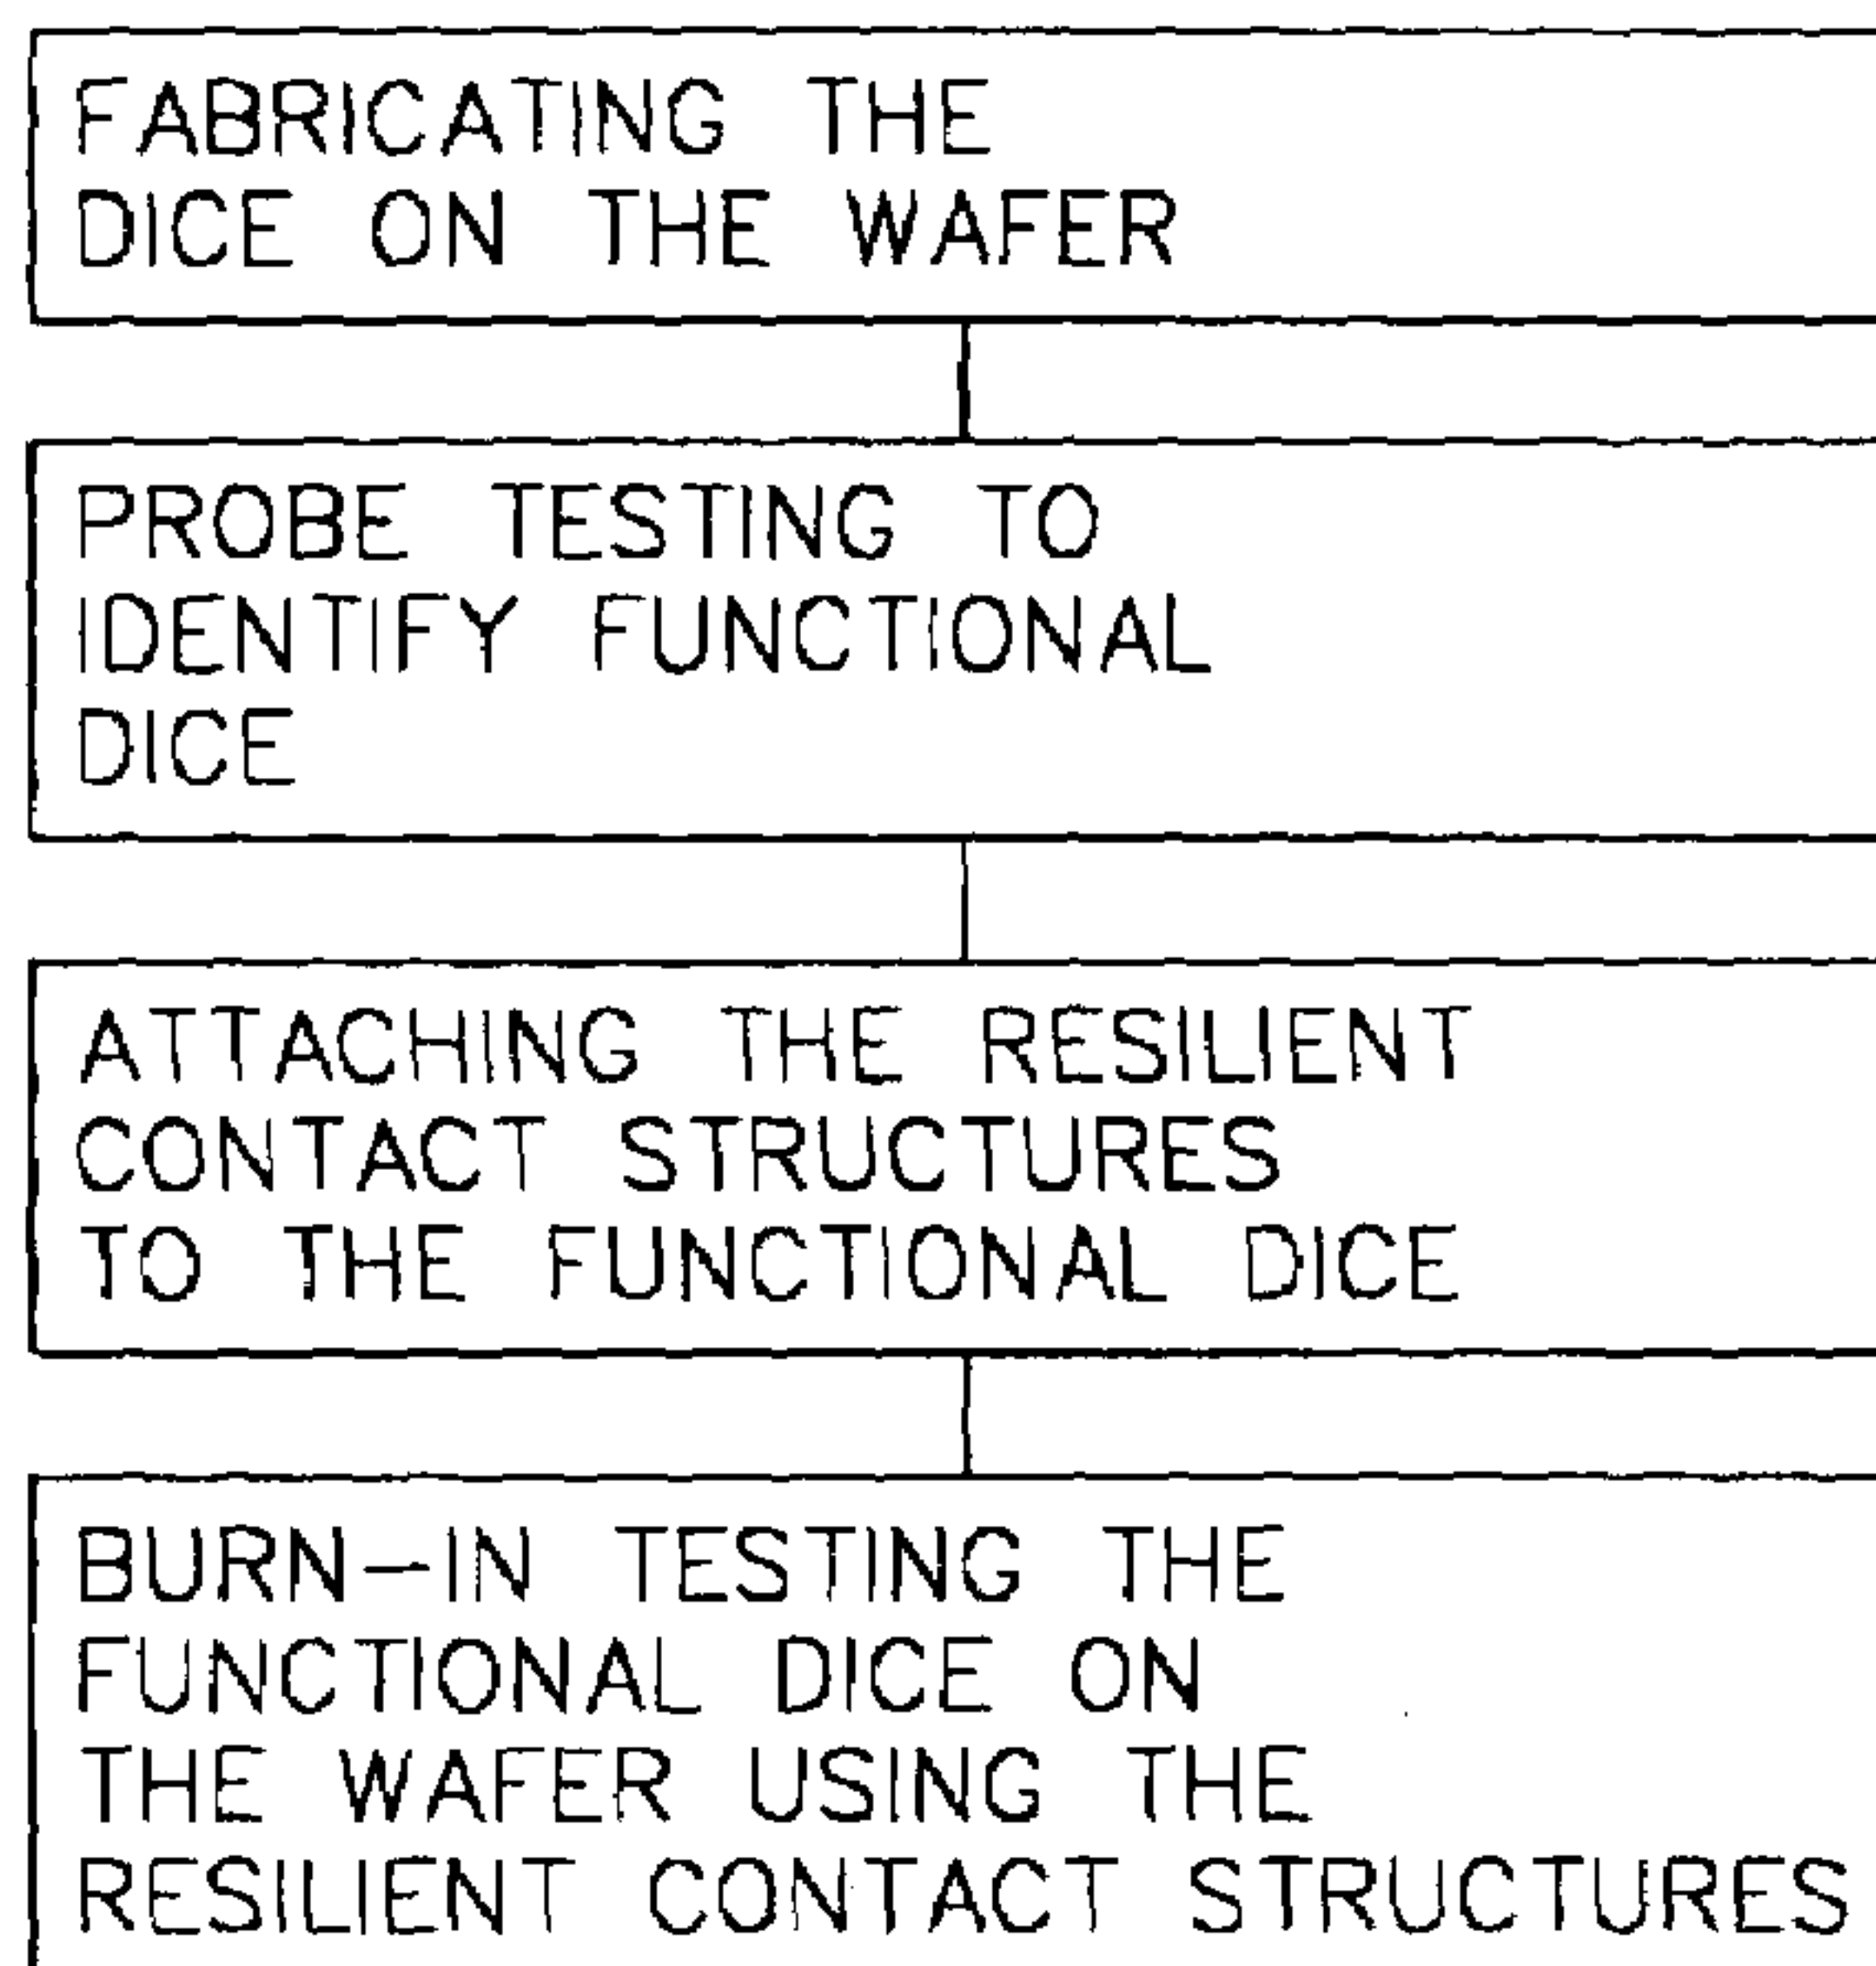 FABRICATING THE
DICE ON THE WAFER
PROBE TESTING TO
IDENTIFY FUNCTIONAL
DICE
ATTACHING THE RESILIENT
CONTACT STRUCTURES
TO THE FUNCTIONAL DICE
BURN-IN TESTING THE
FUNCTIONAL DICE ON
THE WAFER USING THE
RESILIENT CONTACT STRUCTURES